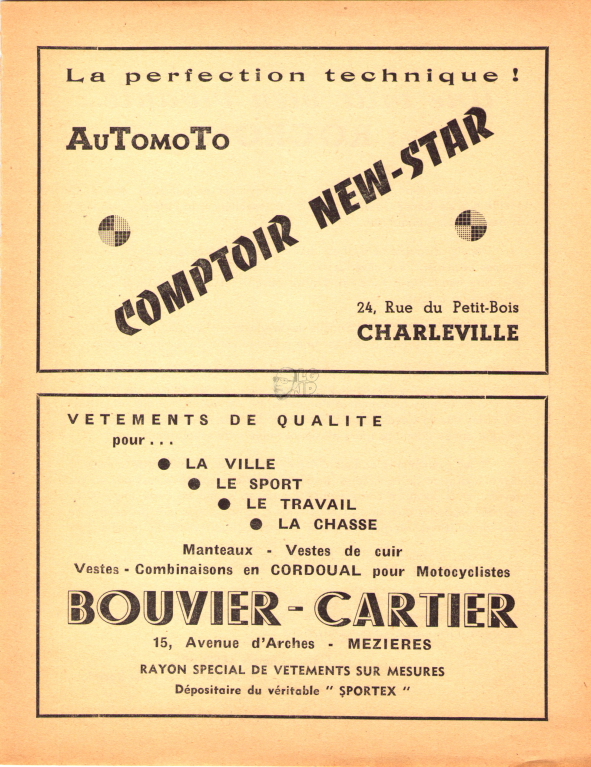 La perfection technique !
AuTomoTo
COMPTOIR NEW-STAR
24, Rue du Petit-Bois
CHARLEVILLE
VETEMENTS DE QUALITE
pour . . .
● LA VILLE
● LE SPORT
● LE TRAVAIL
● LA CHASSE
Manteaux - Vestes de cuir
Vestes - Combinaisons en CORDOUAL pour Motocyclistes
BOUVIER - CARTIER
15, Avenue d'Arches - MEZIERES
RAYON SPECIAL DE VETEMENTS SUR MESURES
Dépositaire du véritable " SPORTEX "